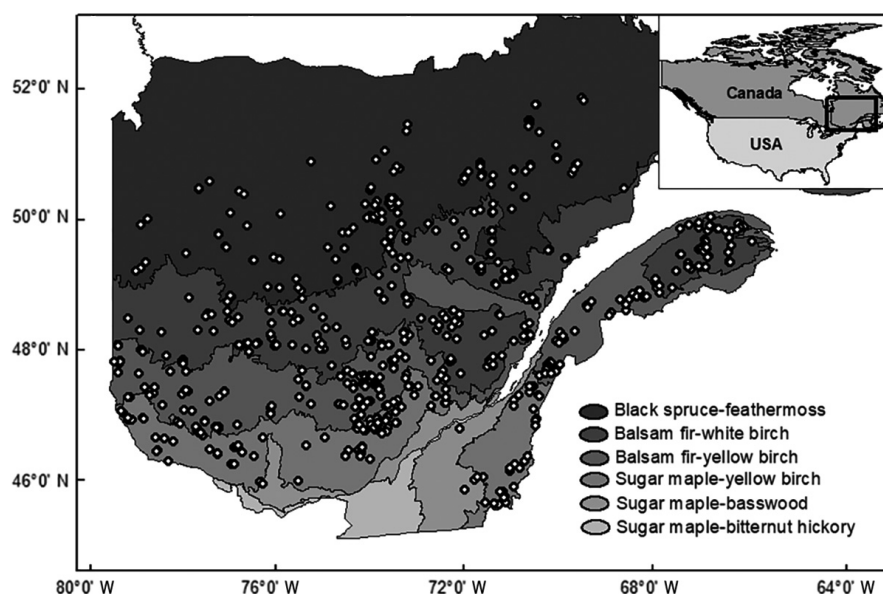 52°0' N
50°0' N
48°0' N
46°0' N
Canada
USA
Black spruce-feathermoss
Balsam fir-white birch
Balsam fir-yellow birch
Sugar maple-yellow birch
Sugar maple-basswood
Sugar maple-bitternut hickory
80°0' W
76°0' W
72°0' W
68°0' W
64°0' W